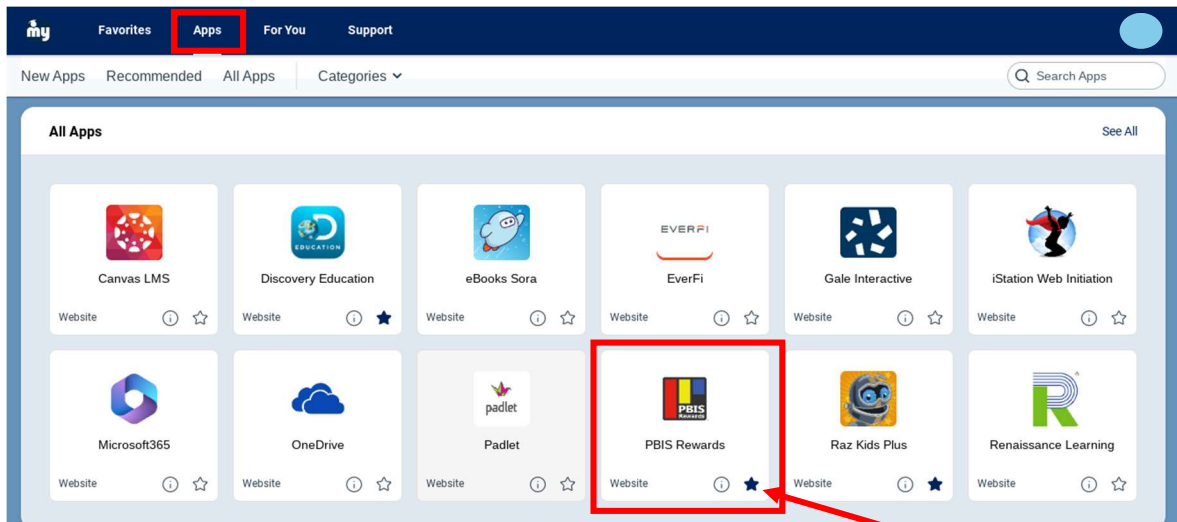 my Favorites Apps For You Support
New Apps Recommended All Apps Categories Search Apps
All Apps See All
EDUCATION
EVERFI
Canvas LMS Discovery Education eBooks Sora EverFi Gale Interactive iStation Web Initiation
Website Website Website Website Website Website
padlet
PBIS
Rewards
R
Microsoft365 OneDrive Padlet PBIS Rewards Raz Kids Plus Renaissance Learning
Website Website Website Website Website Website